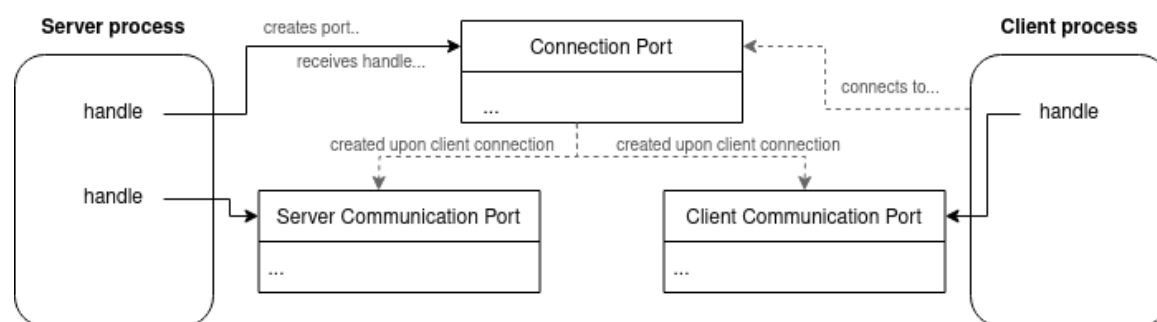 Server process
Client process
creates port..
receives handle...
Connection Port
...
connects to...
handle
handle
created upon client connection
created upon client connection
handle
Server Communication Port
...
Client Communication Port
...